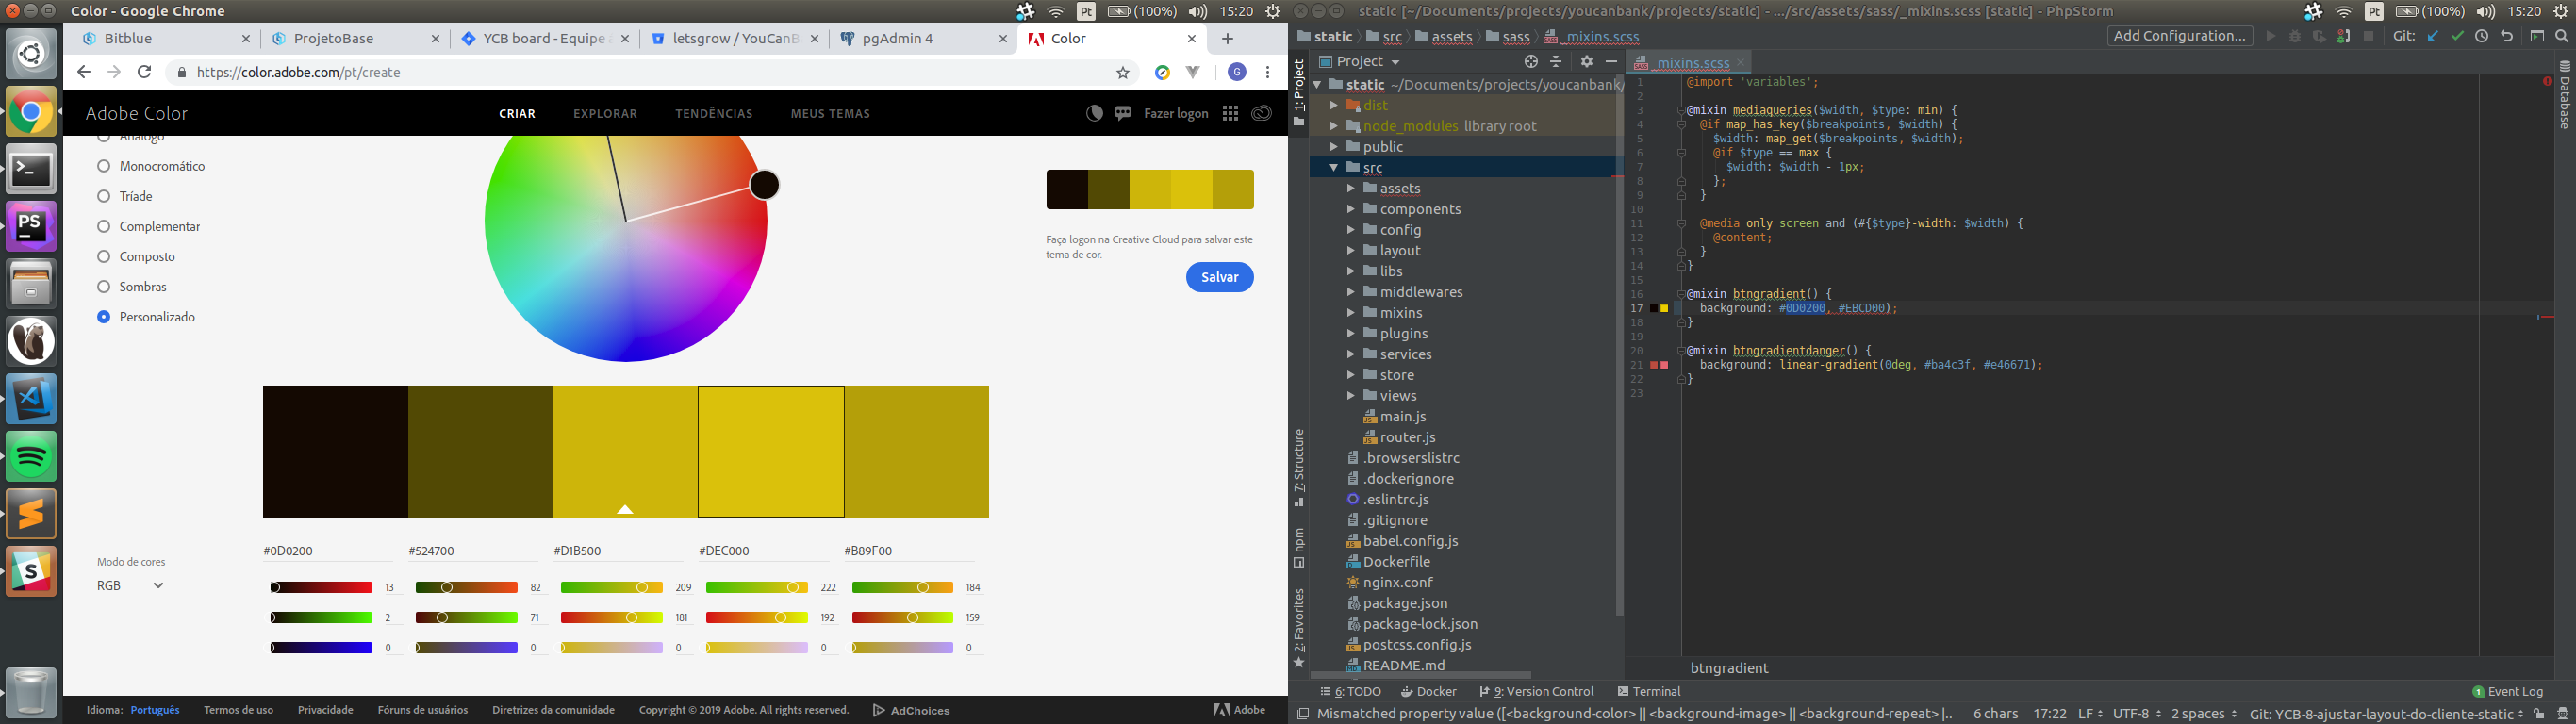 Color - Google Chrome
Pt
(100%)
15:20
Bitblue
ProjetoBase
YCB board - Equipe
letsgrow / YouCanB
pgAdmin 4
Color
https://color.adobe.com/pt/create
G
Adobe Color
CRIAR
EXPLORAR
TENDÊNCIAS
MEUS TEMAS
Fazer logon
Análogo
Monocromático
Tríade
Complementar
Composto
Sombras
Personalizado
Faça logon na Creative Cloud para salvar este
tema de cor.
Salvar
#0D0200
#524700
#D1B500
#DEC000
#B89F00
Modo de cores
RGB
13
82
209
222
184
2
71
181
192
159
0
0
0
0
0
Idioma: Português
Termos de uso
Privacidade
Fóruns de usuários
Diretrizes da comunidade
Copyright © 2019 Adobe. All rights reserved.
AdChoices
Adobe
static [~/Documents/projects/youcanbank/projects/static] - .../src/assets/sass/_mixins.scss [static] - PhpStorm
Pt
(100%)
15:20
static
src
assets
sass
_mixins.scss
Add Configuration...
Git:
1: Project
7: Structure
npm
2: Favorites
Database
Project
static ~/Documents/projects/youcanbank/
dist
node_modules library root
public
src
assets
components
config
layout
libs
middlewares
mixins
plugins
services
store
views
main.js
router.js
.browserslistrc
.dockerignore
.eslintrc.js
.gitignore
babel.config.js
Dockerfile
nginx.conf
package.json
package-lock.json
postcss.config.js
README.md
_mixins.scss
1 @import 'variables';
2
3 @mixin mediaqueries($width, $type: min) {
4 @if map_has_key($breakpoints, $width) {
5 $width: map_get($breakpoints, $width);
6 @if $type == max {
7 $width: $width - 1px;
8 };
9 }
10
11 @media only screen and (#{$type}-width: $width) {
12 @content;
13 }
14 }
15
16 @mixin btngradient() {
17 background: #0D0200, #EBCD00);
18 }
19
20 @mixin btngradientdanger() {
21 background: linear-gradient(0deg, #ba4c3f, #e46671);
22 }
23
btngradient
6: TODO
Docker
9: Version Control
Terminal
1 Event Log
Mismatched property value ([<background-color> || <background-image> || <background-repeat> |..
6 chars
17:22
LF
UTF-8
2 spaces
Git: YCB-8-ajustar-layout-do-cliente-static